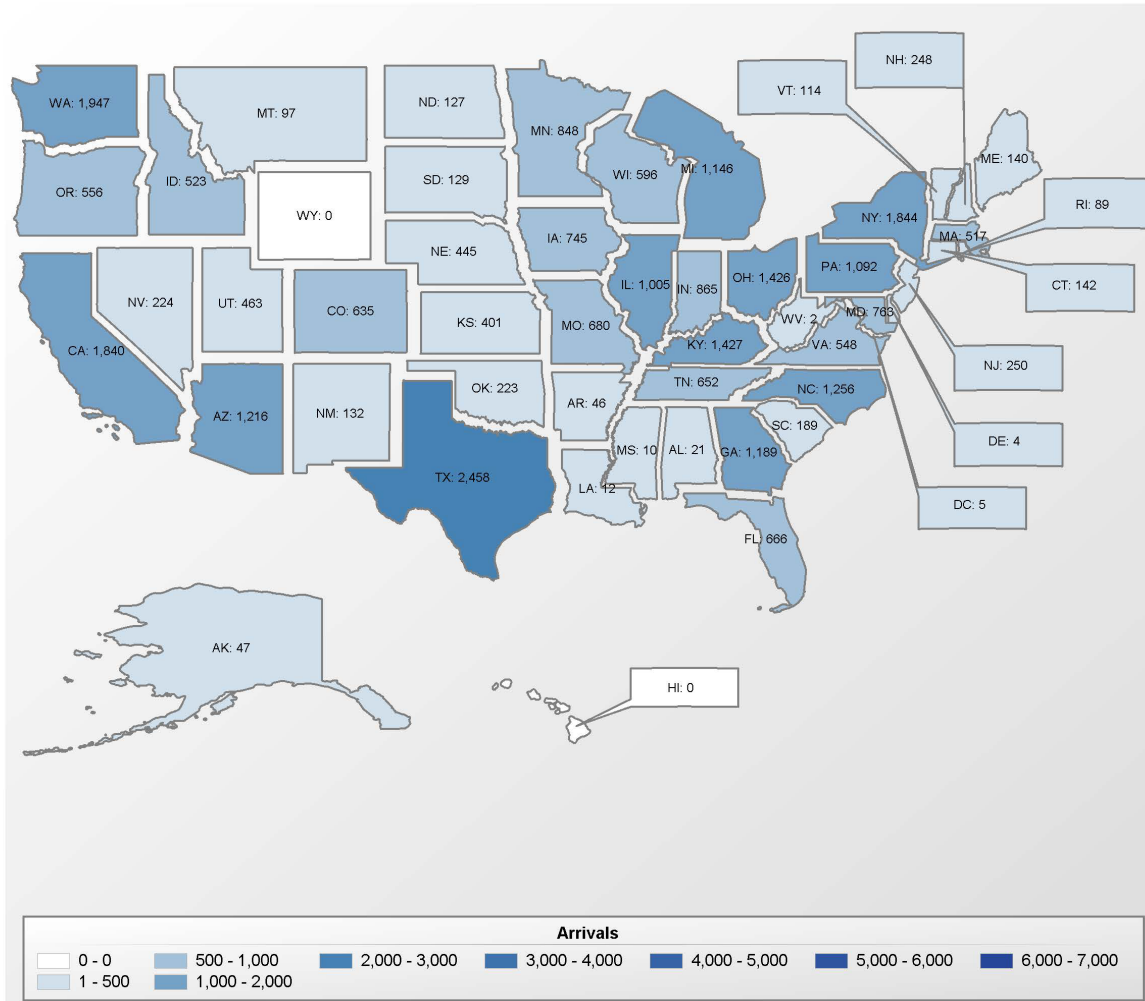 NH: 248
VT: 114
WA: 1,947
ND: 127
MT: 97
MN: 848
ME: 140
MI: 1,146
WI: 596
SD: 129
ID: 523
OR: 556
RI: 89
WY: 0
NY: 1,844
MA: 517
IA: 745
NE: 445
PA: 1,092
OH: 1,426
IL: 1,005
IN: 865
CT: 142
NV: 224
UT: 463
CO: 635
KS: 401
MO: 680
WV: 2
MD: 763
CA: 1,840
KY: 1,427
VA: 548
NJ: 250
OK: 223
TN: 652
NC: 1,256
AZ: 1,216
NM: 132
AR: 46
SC: 189
DE: 4
TX: 2,458
MS: 10
AL: 21
GA: 1,189
LA: 12
DC: 5
FL: 666
AK: 47
HI: 0
Arrivals
0 - 0
500 - 1,000
2,000 - 3,000
3,000 - 4,000
4,000 - 5,000
5,000 - 6,000
6,000 - 7,000
1 - 500
1,000 - 2,000